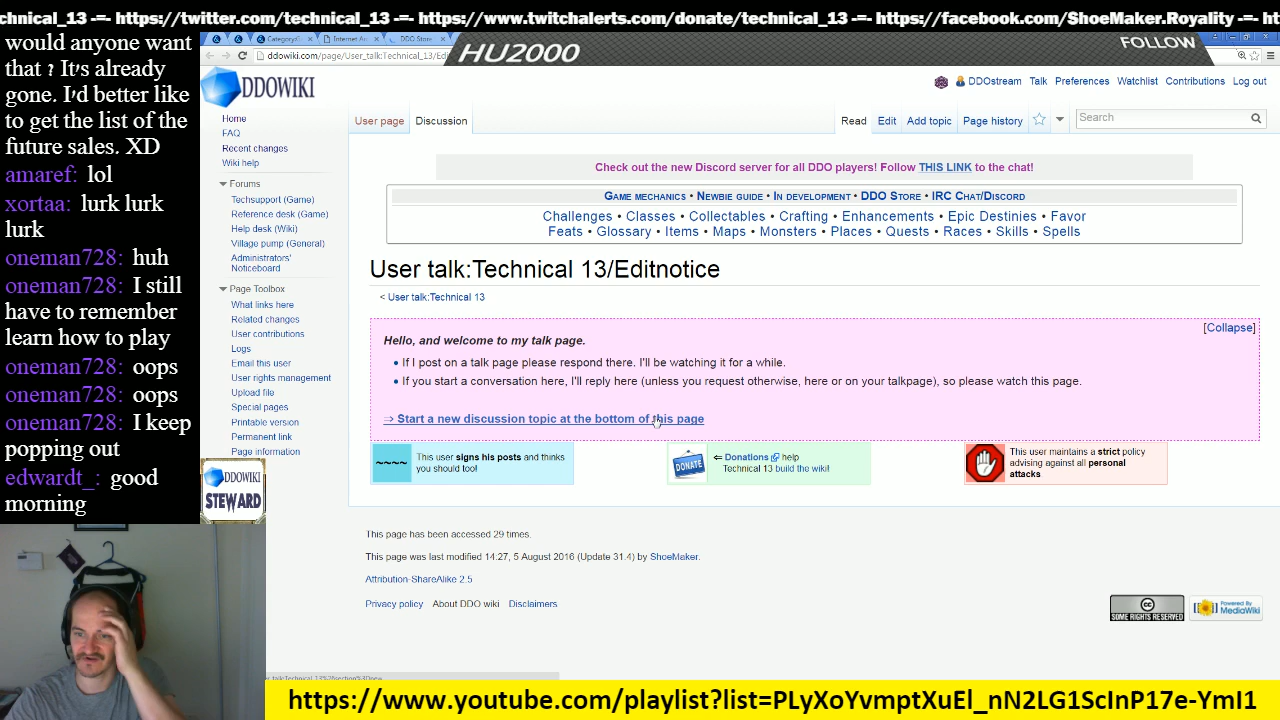 chnical_13 -=- https://twitter.com/technical_13 -=- https://www.twitchalerts.com/donate/technical_13 -=- https://facebook.com/ShoeMaker.Royality -=- ht
would anyone want
that ? It's already
gone. I'd better like
to get the list of the
future sales. XD
amaref: lol
xortaa: lurk lurk
lurk
oneman728: huh
oneman728: I still
have to remember
learn how to play
oneman728: oops
oneman728: oops
oneman728: I keep
popping out
edwardt_: good
morning
Category:
Internet Ar
DDO Store
HU2000
FOLLOW
ddowiki.com/page/User_talk:Technical_13/Edi
DDOWIKI
DDOstream Talk Preferences Watchlist Contributions Log out
User page Discussion Read Edit Add topic Page history Search
Home
FAQ
Recent changes
Wiki help
Forums
Techsupport (Game)
Reference desk (Game)
Help desk (Wiki)
Village pump (General)
Administrators'
Noticeboard
Page Toolbox
What links here
Related changes
User contributions
Logs
Email this user
User rights management
Upload file
Special pages
Printable version
Permanent link
Page information
DDOWIKI
STEWARD
Check out the new Discord server for all DDO players! Follow THIS LINK to the chat!
Game mechanics • Newbie guide • In development • DDO Store • IRC Chat/Discord
Challenges • Classes • Collectables • Crafting • Enhancements • Epic Destinies • Favor
Feats • Glossary • Items • Maps • Monsters • Places • Quests • Races • Skills • Spells
User talk:Technical 13/Editnotice
< User talk:Technical 13
[Collapse]
Hello, and welcome to my talk page.
• If I post on a talk page please respond there. I'll be watching it for a while.
• If you start a conversation here, I'll reply here (unless you request otherwise, here or on your talkpage), so please watch this page.
⇒ Start a new discussion topic at the bottom of this page
~~~~
This user signs his posts and thinks
you should too!
DONATE
⇐ Donations help
Technical 13 build the wiki!
This user maintains a strict policy
advising against all personal
attacks
This page has been accessed 29 times.
This page was last modified 14:27, 5 August 2016 (Update 31.4) by ShoeMaker.
Attribution-ShareAlike 2.5
Privacy policy About DDO wiki Disclaimers
cc
SOME RIGHTS RESERVED
Powered By
MediaWiki
https://www.youtube.com/playlist?list=PLyXoYvmptXuEl_nN2LG1ScInP17e-YmI1